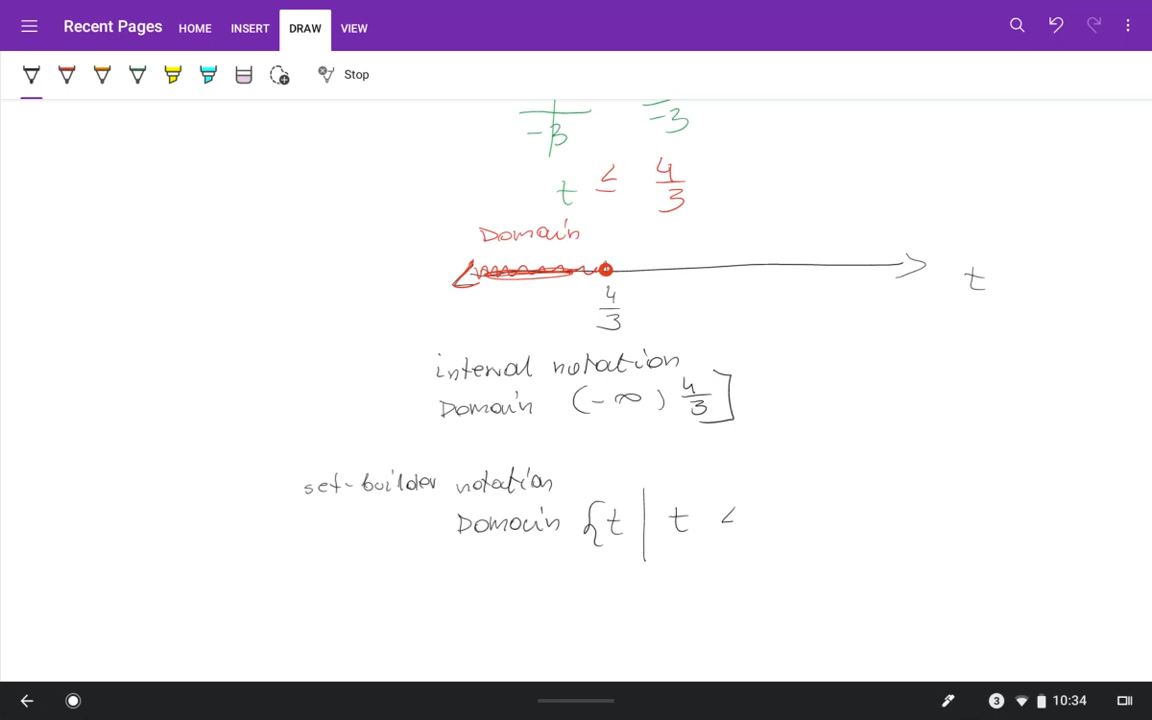 Recent Pages HOME INSERT DRAW VIEW
Stop
-3 -3
t ≤ 4/3
Domain
t
4/3
interval notation
Domain (-∞, 4/3]
set-builder notation
Domain {t | t <
3 10:34